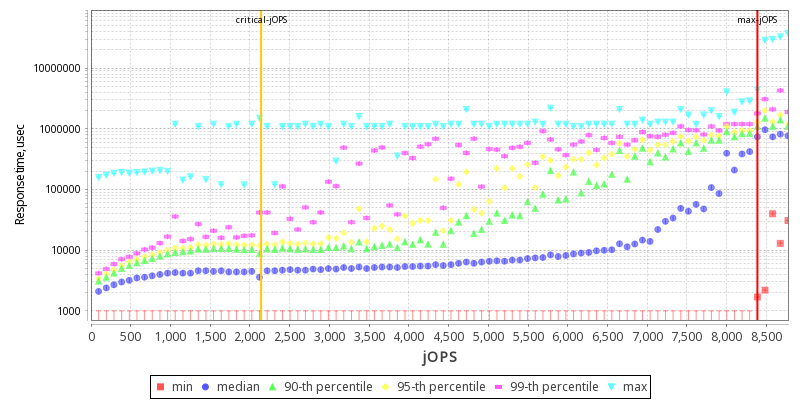 critical-jOPS max-jOPS
Response time, usec
10000000
1000000
100000
10000
1000
0 500 1,000 1,500 2,000 2,500 3,000 3,500 4,000 4,500 5,000 5,500 6,000 6,500 7,000 7,500 8,000 8,500
jOPS
min median 90-th percentile 95-th percentile 99-th percentile max